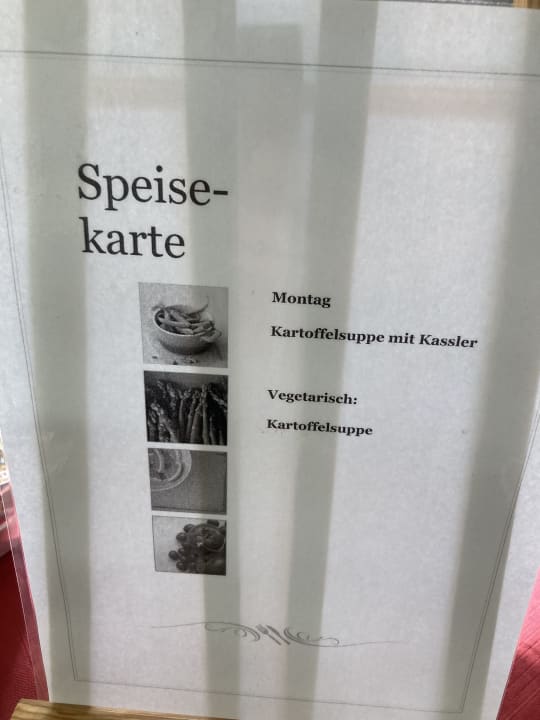 Speise-
karte
Montag
Kartoffelsuppe mit Kassler
Vegetarisch:
Kartoffelsuppe